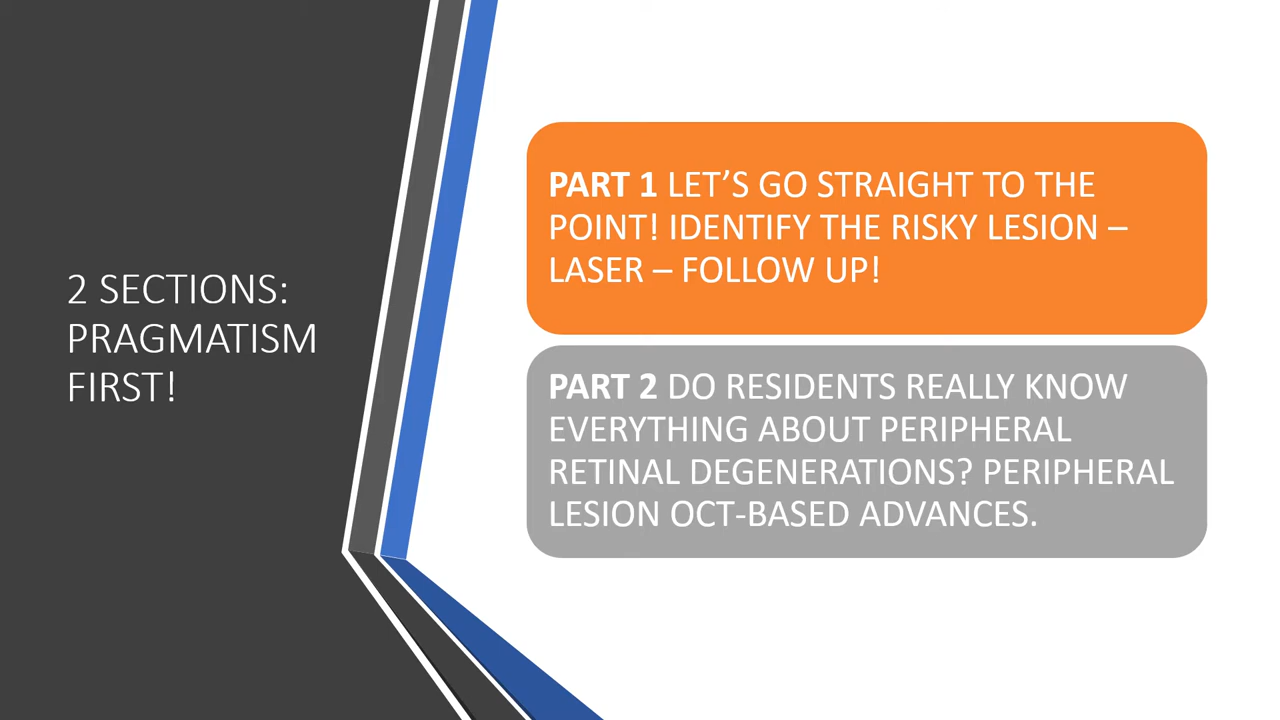 2 SECTIONS:
PRAGMATISM
FIRST!
PART 1 LET’S GO STRAIGHT TO THE
POINT! IDENTIFY THE RISKY LESION –
LASER – FOLLOW UP!
PART 2 DO RESIDENTS REALLY KNOW
EVERYTHING ABOUT PERIPHERAL
RETINAL DEGENERATIONS? PERIPHERAL
LESION OCT-BASED ADVANCES.